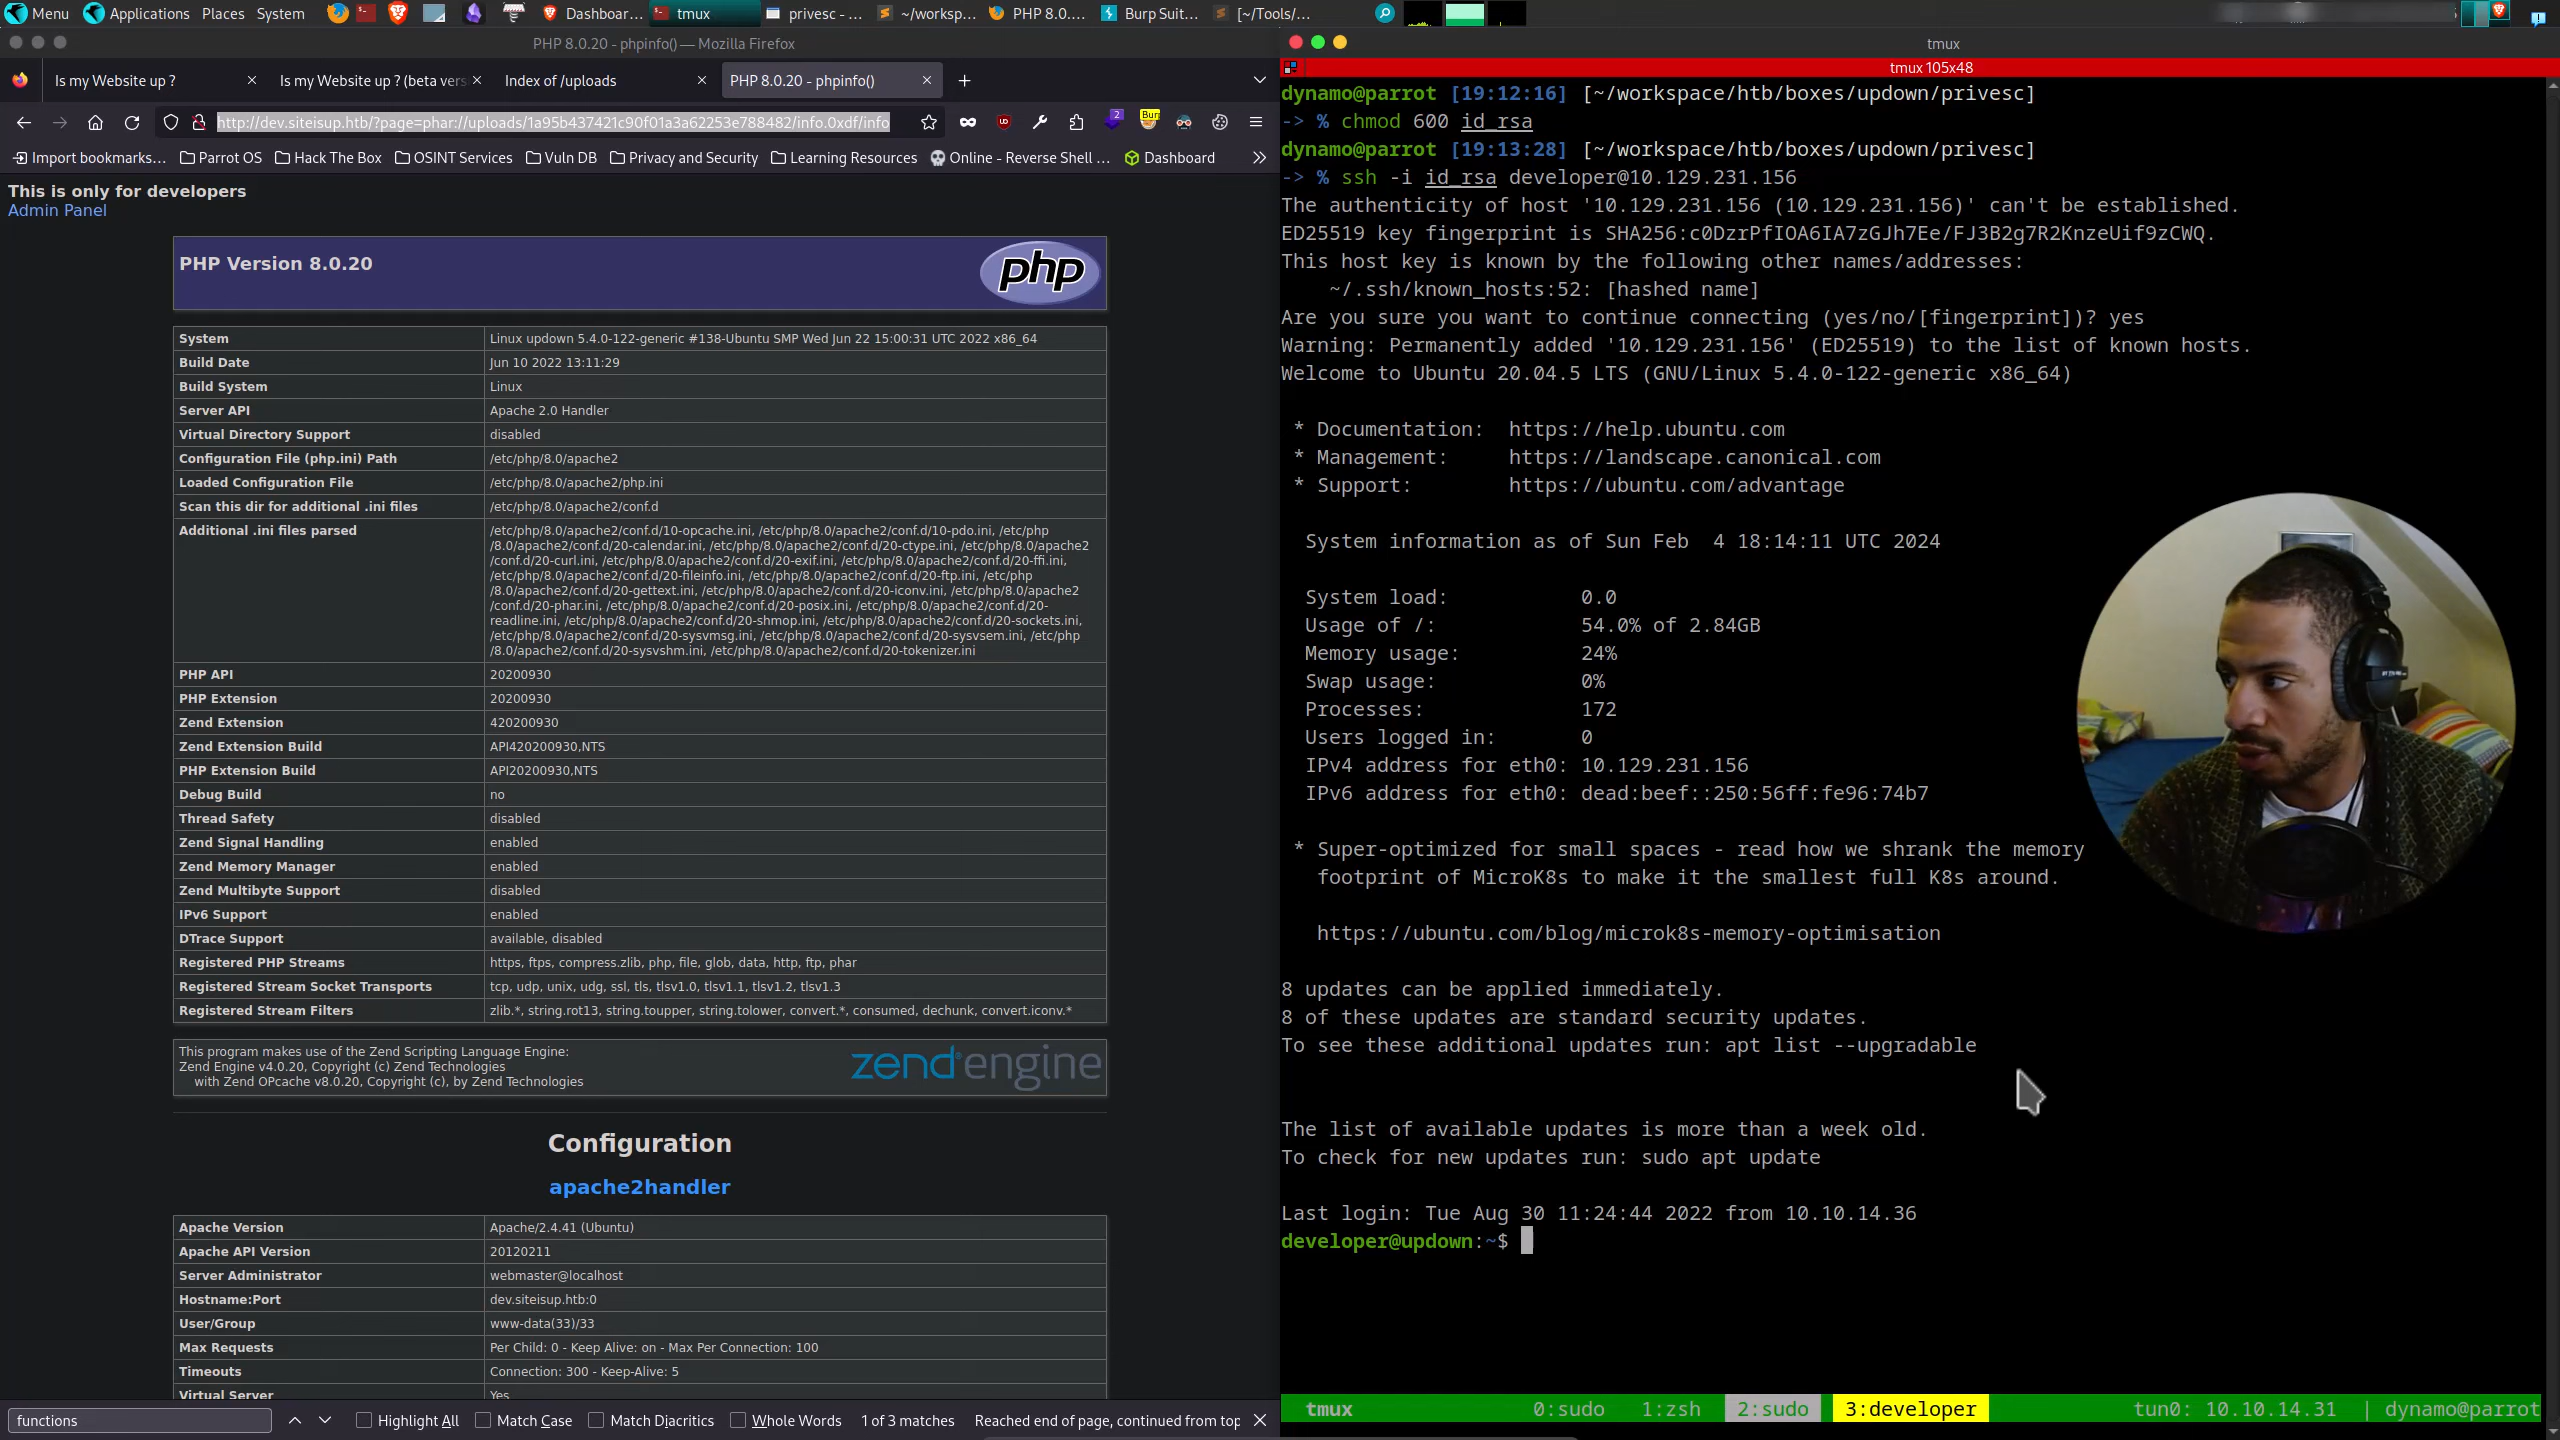 Menu Applications Places System Dashboar... tmux privesc - ... ~/worksp... PHP 8.0.... Burp Suit... [~/Tools/...
PHP 8.0.20 - phpinfo() — Mozilla Firefox
Is my Website up ? Is my Website up ? (beta ver Index of /uploads PHP 8.0.20 - phpinfo()
http://dev.siteisup.htb/?page=phar://uploads/1a95b437421c90f01a3a62253e788482/info.0xdf/info
Import bookmarks... Parrot OS Hack The Box OSINT Services Vuln DB Privacy and Security Learning Resources Online - Reverse Shell ... Dashboard
This is only for developers
Admin Panel
PHP Version 8.0.20
php
System Linux updown 5.4.0-122-generic #138-Ubuntu SMP Wed Jun 22 15:00:31 UTC 2022 x86_64
Build Date Jun 10 2022 13:11:29
Build System Linux
Server API Apache 2.0 Handler
Virtual Directory Support disabled
Configuration File (php.ini) Path /etc/php/8.0/apache2
Loaded Configuration File /etc/php/8.0/apache2/php.ini
Scan this dir for additional .ini files /etc/php/8.0/apache2/conf.d
Additional .ini files parsed /etc/php/8.0/apache2/conf.d/10-opcache.ini, /etc/php/8.0/apache2/conf.d/10-pdo.ini, /etc/php
/8.0/apache2/conf.d/20-calendar.ini, /etc/php/8.0/apache2/conf.d/20-ctype.ini, /etc/php/8.0/apache2
/conf.d/20-curl.ini, /etc/php/8.0/apache2/conf.d/20-exif.ini, /etc/php/8.0/apache2/conf.d/20-ffi.ini,
/etc/php/8.0/apache2/conf.d/20-fileinfo.ini, /etc/php/8.0/apache2/conf.d/20-ftp.ini, /etc/php
/8.0/apache2/conf.d/20-gettext.ini, /etc/php/8.0/apache2/conf.d/20-iconv.ini, /etc/php/8.0/apache2
/conf.d/20-phar.ini, /etc/php/8.0/apache2/conf.d/20-posix.ini, /etc/php/8.0/apache2/conf.d/20-
readline.ini, /etc/php/8.0/apache2/conf.d/20-shmop.ini, /etc/php/8.0/apache2/conf.d/20-sockets.ini,
/etc/php/8.0/apache2/conf.d/20-sysvmsg.ini, /etc/php/8.0/apache2/conf.d/20-sysvsem.ini, /etc/php
/8.0/apache2/conf.d/20-sysvshm.ini, /etc/php/8.0/apache2/conf.d/20-tokenizer.ini
PHP API 20200930
PHP Extension 20200930
Zend Extension 420200930
Zend Extension Build API420200930,NTS
PHP Extension Build API20200930,NTS
Debug Build no
Thread Safety disabled
Zend Signal Handling enabled
Zend Memory Manager enabled
Zend Multibyte Support disabled
IPv6 Support enabled
DTrace Support available, disabled
Registered PHP Streams https, ftps, compress.zlib, php, file, glob, data, http, ftp, phar
Registered Stream Socket Transports tcp, udp, unix, udg, ssl, tls, tlsv1.0, tlsv1.1, tlsv1.2, tlsv1.3
Registered Stream Filters zlib.*, string.rot13, string.toupper, string.tolower, convert.*, consumed, dechunk, convert.iconv.*
This program makes use of the Zend Scripting Language Engine:
Zend Engine v4.0.20, Copyright (c) Zend Technologies
with Zend OPcache v8.0.20, Copyright (c), by Zend Technologies
zend engine
Configuration
apache2handler
Apache Version Apache/2.4.41 (Ubuntu)
Apache API Version 20120211
Server Administrator webmaster@localhost
Hostname:Port dev.siteisup.htb:0
User/Group www-data(33)/33
Max Requests Per Child: 0 - Keep Alive: on - Max Per Connection: 100
Timeouts Connection: 300 - Keep-Alive: 5
Virtual Server Yes
functions Highlight All Match Case Match Diacritics Whole Words 1 of 3 matches Reached end of page, continued from top
tmux
tmux 105x48
dynamo@parrot [19:12:16] [~/workspace/htb/boxes/updown/privesc]
-> % chmod 600 id_rsa
dynamo@parrot [19:13:28] [~/workspace/htb/boxes/updown/privesc]
-> % ssh -i id_rsa developer@10.129.231.156
The authenticity of host '10.129.231.156 (10.129.231.156)' can't be established.
ED25519 key fingerprint is SHA256:c0DzrPfIOA6IA7zGJh7Ee/FJ3B2g7R2KnzeUif9zCWQ.
This host key is known by the following other names/addresses:
~/.ssh/known_hosts:52: [hashed name]
Are you sure you want to continue connecting (yes/no/[fingerprint])? yes
Warning: Permanently added '10.129.231.156' (ED25519) to the list of known hosts.
Welcome to Ubuntu 20.04.5 LTS (GNU/Linux 5.4.0-122-generic x86_64)
* Documentation: https://help.ubuntu.com
* Management: https://landscape.canonical.com
* Support: https://ubuntu.com/advantage
System information as of Sun Feb 4 18:14:11 UTC 2024
System load: 0.0
Usage of /: 54.0% of 2.84GB
Memory usage: 24%
Swap usage: 0%
Processes: 172
Users logged in: 0
IPv4 address for eth0: 10.129.231.156
IPv6 address for eth0: dead:beef::250:56ff:fe96:74b7
* Super-optimized for small spaces - read how we shrank the memory
footprint of MicroK8s to make it the smallest full K8s around.
https://ubuntu.com/blog/microk8s-memory-optimisation
8 updates can be applied immediately.
8 of these updates are standard security updates.
To see these additional updates run: apt list --upgradable
The list of available updates is more than a week old.
To check for new updates run: sudo apt update
Last login: Tue Aug 30 11:24:44 2022 from 10.10.14.36
developer@updown:~$
tmux 0:sudo 1:zsh 2:sudo 3:developer tun0: 10.10.14.31 | dynamo@parrot